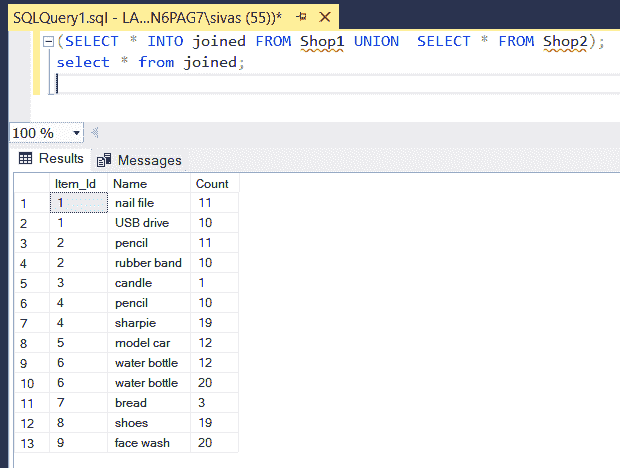 SQLQuery1.sql - LA...N6PAG7\sivas (55))*
(SELECT * INTO joined FROM Shop1 UNION  SELECT * FROM Shop2);
select * from joined;
100 %
Results Messages
Item_Id Name Count
1 1 nail file 11
2 1 USB drive 10
3 2 pencil 11
4 2 rubber band 10
5 3 candle 1
6 4 pencil 10
7 4 sharpie 19
8 5 model car 12
9 6 water bottle 12
10 6 water bottle 20
11 7 bread 3
12 8 shoes 19
13 9 face wash 20